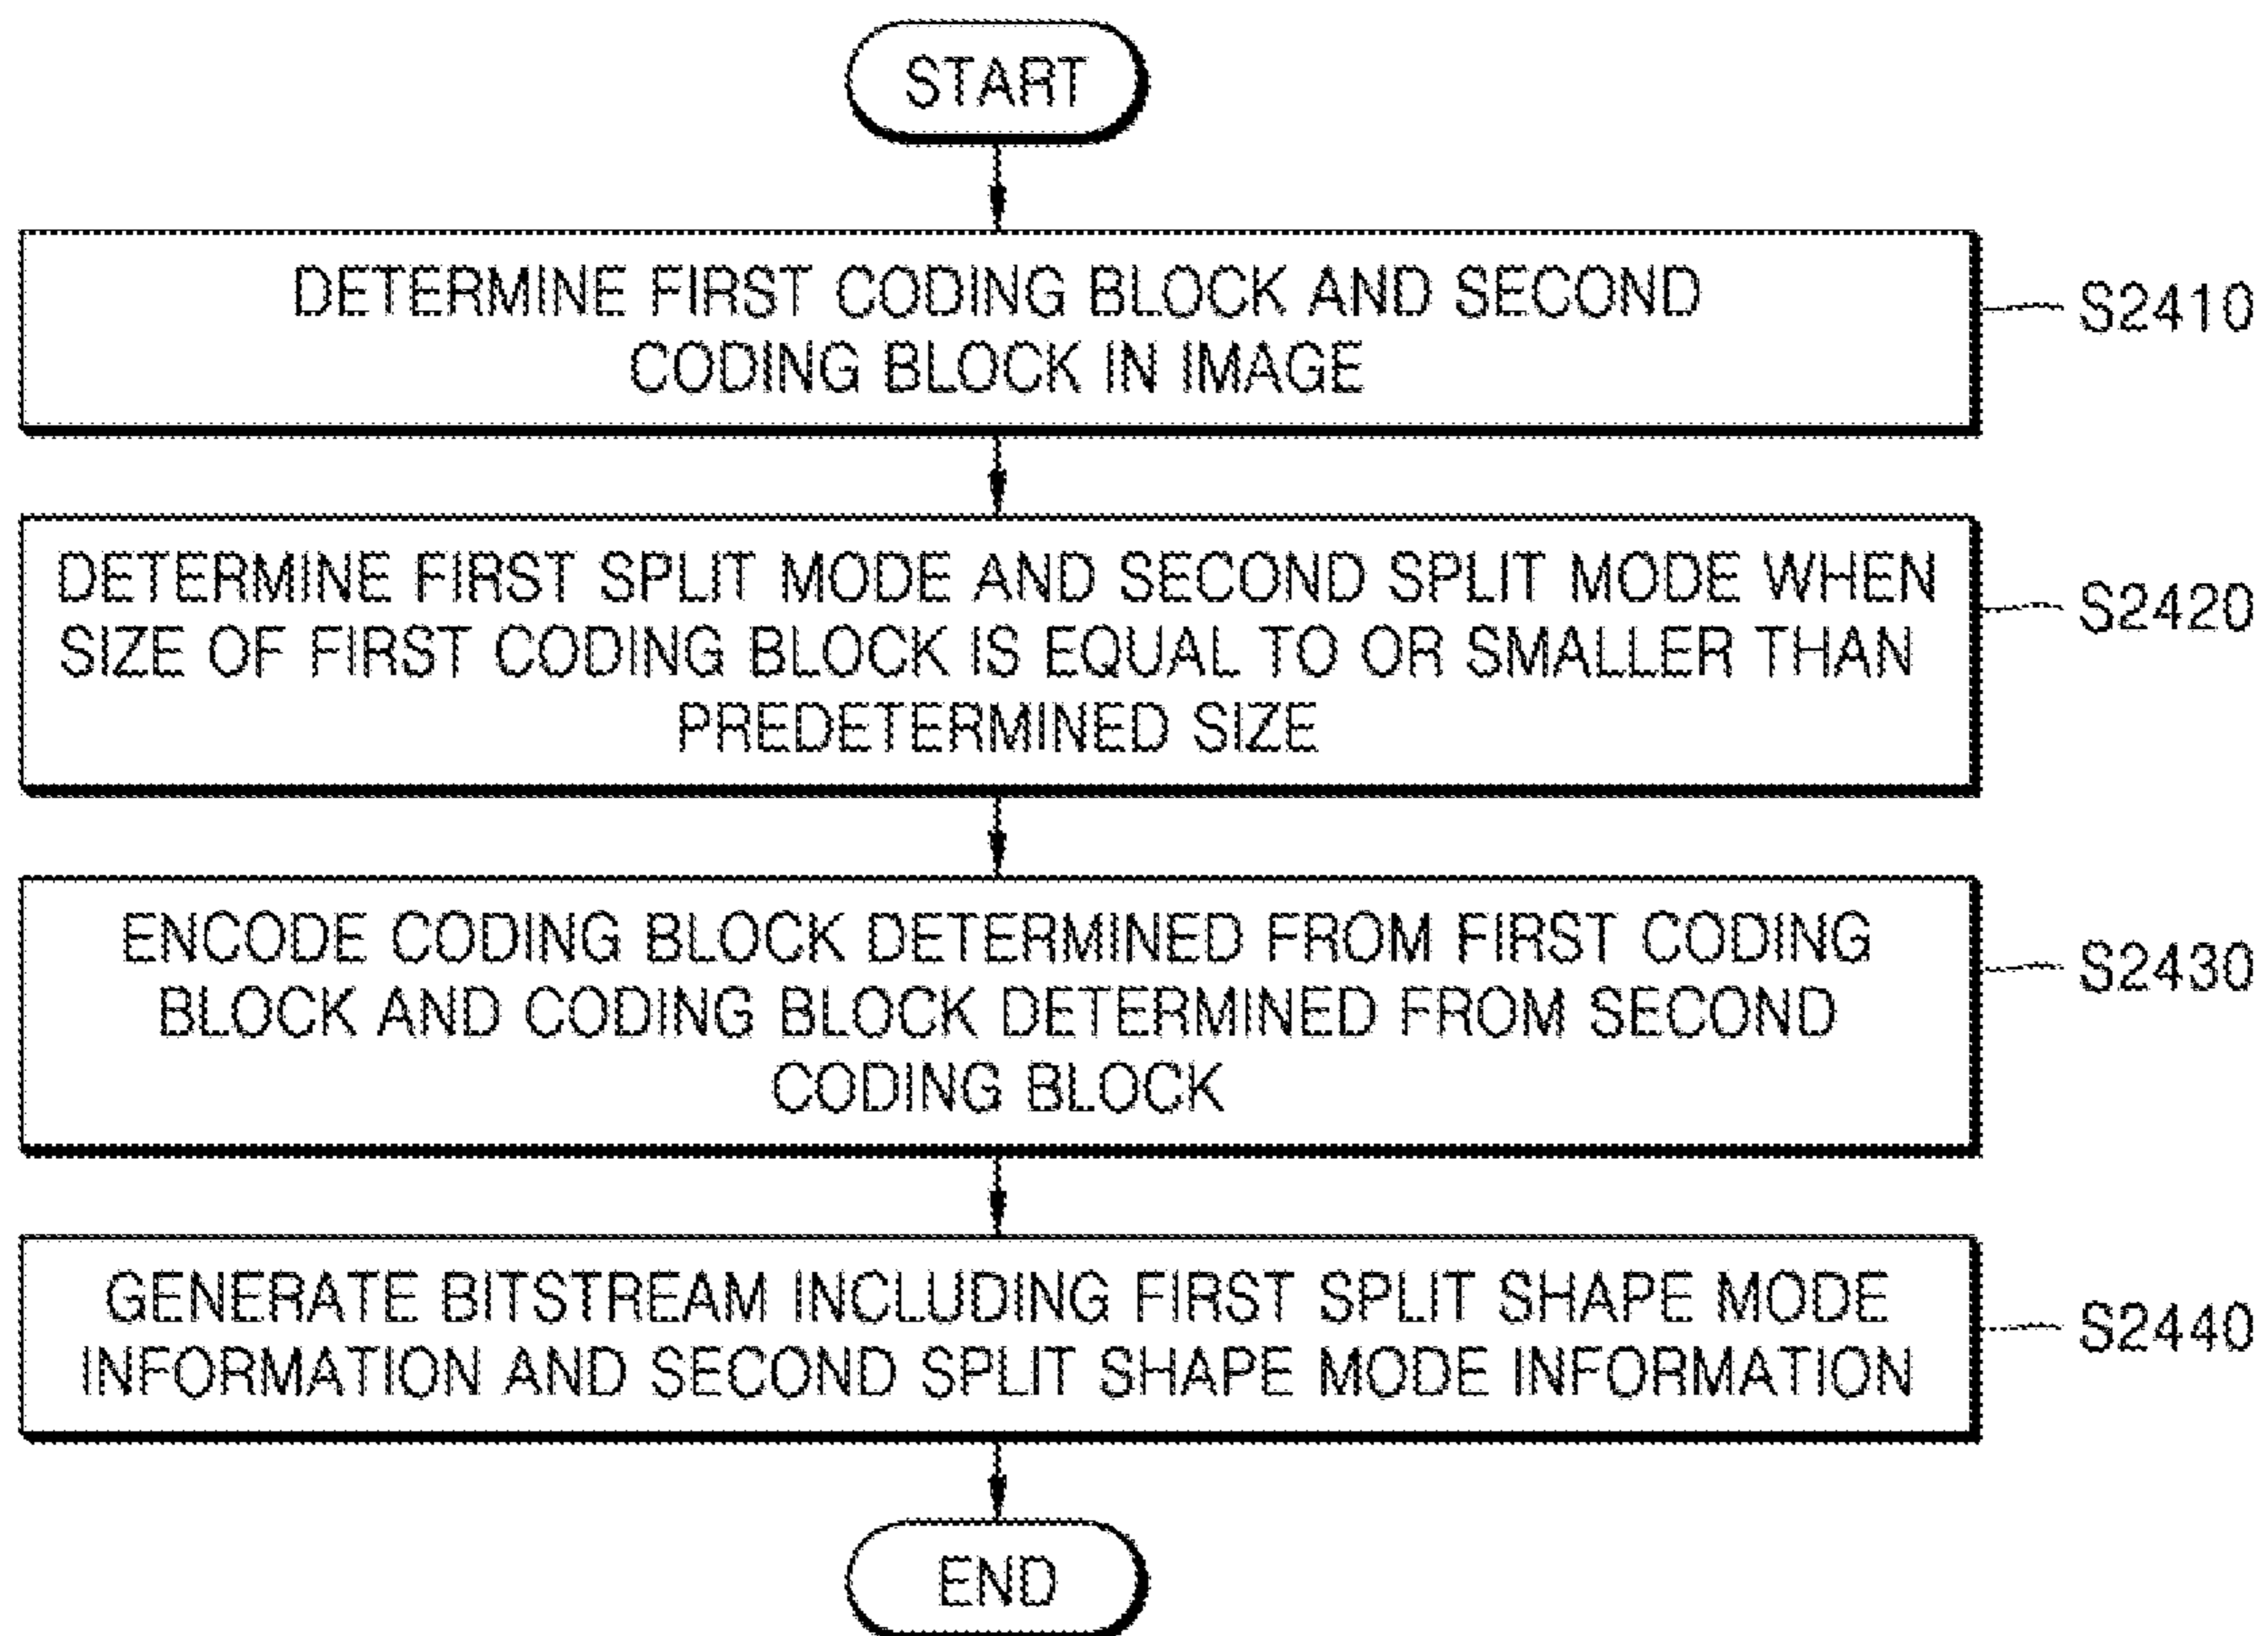 START
DETERMINE FIRST CODING BLOCK AND SECOND
CODING BLOCK IN IMAGE
S2410
DETERMINE FIRST SPLIT MODE AND SECOND SPLIT MODE WHEN
SIZE OF FIRST CODING BLOCK IS EQUAL TO OR SMALLER THAN
PREDETERMINED SIZE
S2420
ENCODE CODING BLOCK DETERMINED FROM FIRST CODING
BLOCK AND CODING BLOCK DETERMINED FROM SECOND
CODING BLOCK
S2430
GENERATE BITSTREAM INCLUDING FIRST SPLIT SHAPE MODE
INFORMATION AND SECOND SPLIT SHAPE MODE INFORMATION
S2440
END